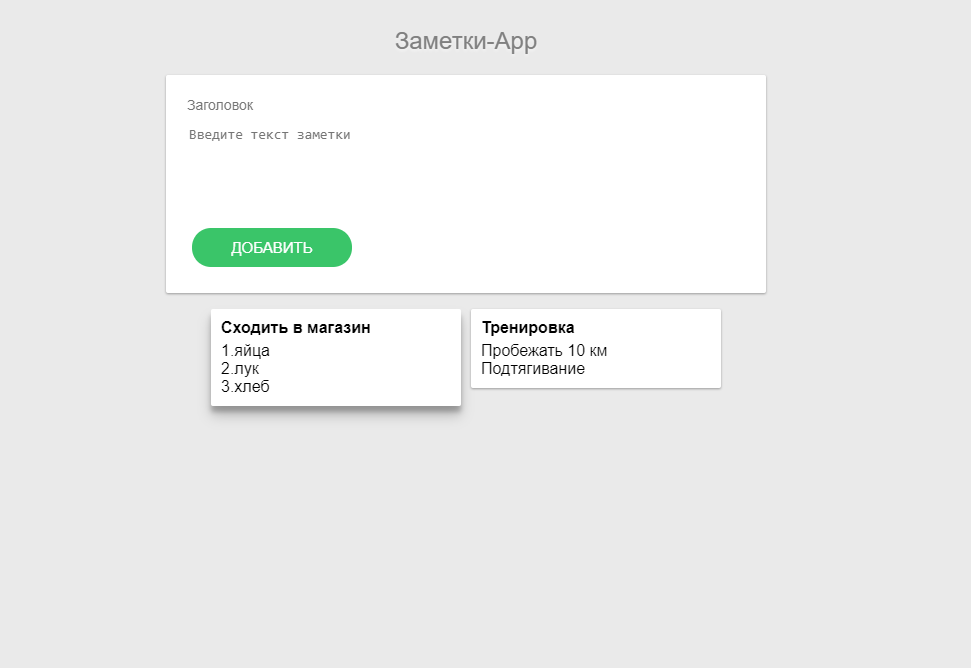 Заметки-App
Заголовок
Введите текст заметки
ДОБАВИТЬ
Сходить в магазин
1.яйца
2.лук
3.хлеб
Тренировка
Пробежать 10 км
Подтягивание